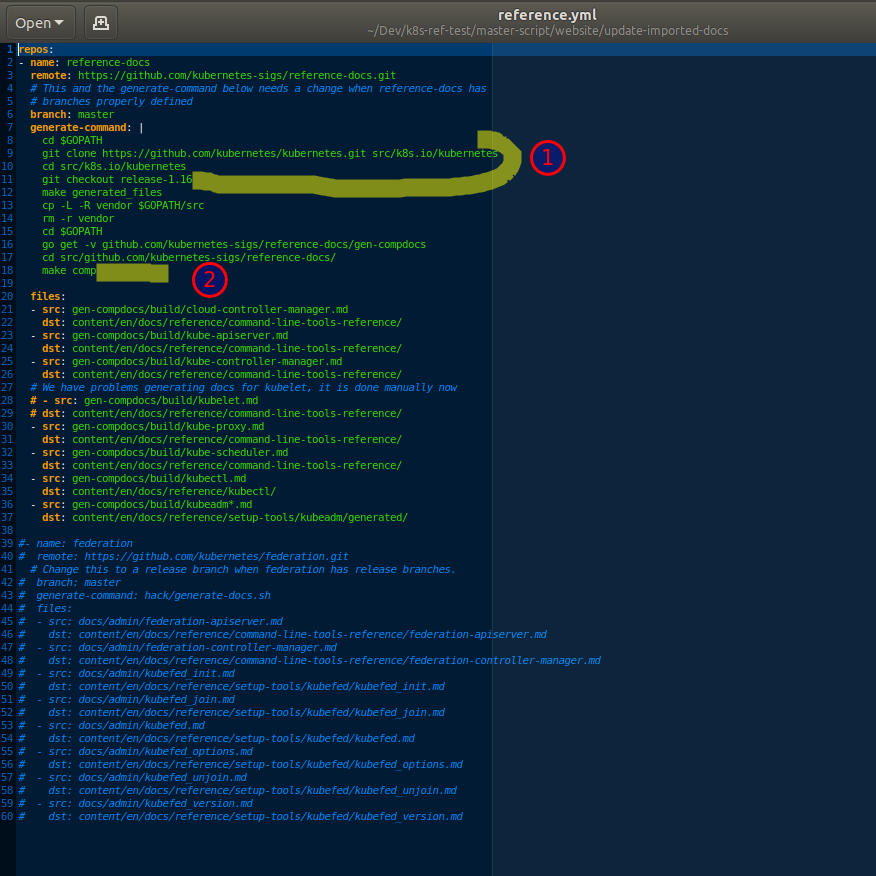 Open
reference.yml
~/Dev/k8s-ref-test/master-script/website/update-imported-docs
1 repos:
2 - name: reference-docs
3 remote: https://github.com/kubernetes-sigs/reference-docs.git
4 # This and the generate-command below needs a change when reference-docs has
5 # branches properly defined
6 branch: master
7 generate-command: |
8 cd $GOPATH
9 git clone https://github.com/kubernetes/kubernetes.git src/k8s.io/kubernetes
10 cd src/k8s.io/kubernetes
11 git checkout release-1.16
12 make generated_files
13 cp -L -R vendor $GOPATH/src
14 rm -r vendor
15 cd $GOPATH
16 go get -v github.com/kubernetes-sigs/reference-docs/gen-compdocs
17 cd src/github.com/kubernetes-sigs/reference-docs/
18 make comp
19
20 files:
21 - src: gen-compdocs/build/cloud-controller-manager.md
22 dst: content/en/docs/reference/command-line-tools-reference/
23 - src: gen-compdocs/build/kube-apiserver.md
24 dst: content/en/docs/reference/command-line-tools-reference/
25 - src: gen-compdocs/build/kube-controller-manager.md
26 dst: content/en/docs/reference/command-line-tools-reference/
27 # We have problems generating docs for kubelet, it is done manually now
28 # - src: gen-compdocs/build/kubelet.md
29 # dst: content/en/docs/reference/command-line-tools-reference/
30 - src: gen-compdocs/build/kube-proxy.md
31 dst: content/en/docs/reference/command-line-tools-reference/
32 - src: gen-compdocs/build/kube-scheduler.md
33 dst: content/en/docs/reference/command-line-tools-reference/
34 - src: gen-compdocs/build/kubectl.md
35 dst: content/en/docs/reference/kubectl/
36 - src: gen-compdocs/build/kubeadm*.md
37 dst: content/en/docs/reference/setup-tools/kubeadm/generated/
38
39 #- name: federation
40 # remote: https://github.com/kubernetes/federation.git
41 # Change this to a release branch when federation has release branches.
42 # branch: master
43 # generate-command: hack/generate-docs.sh
44 # files:
45 # - src: docs/admin/federation-apiserver.md
46 # dst: content/en/docs/reference/command-line-tools-reference/federation-apiserver.md
47 # - src: docs/admin/federation-controller-manager.md
48 # dst: content/en/docs/reference/command-line-tools-reference/federation-controller-manager.md
49 # - src: docs/admin/kubefed_init.md
50 # dst: content/en/docs/reference/setup-tools/kubefed/kubefed_init.md
51 # - src: docs/admin/kubefed_join.md
52 # dst: content/en/docs/reference/setup-tools/kubefed/kubefed_join.md
53 # - src: docs/admin/kubefed.md
54 # dst: content/en/docs/reference/setup-tools/kubefed/kubefed.md
55 # - src: docs/admin/kubefed_options.md
56 # dst: content/en/docs/reference/setup-tools/kubefed/kubefed_options.md
57 # - src: docs/admin/kubefed_unjoin.md
58 # dst: content/en/docs/reference/setup-tools/kubefed/kubefed_unjoin.md
59 # - src: docs/admin/kubefed_version.md
60 # dst: content/en/docs/reference/setup-tools/kubefed/kubefed_version.md
1
2